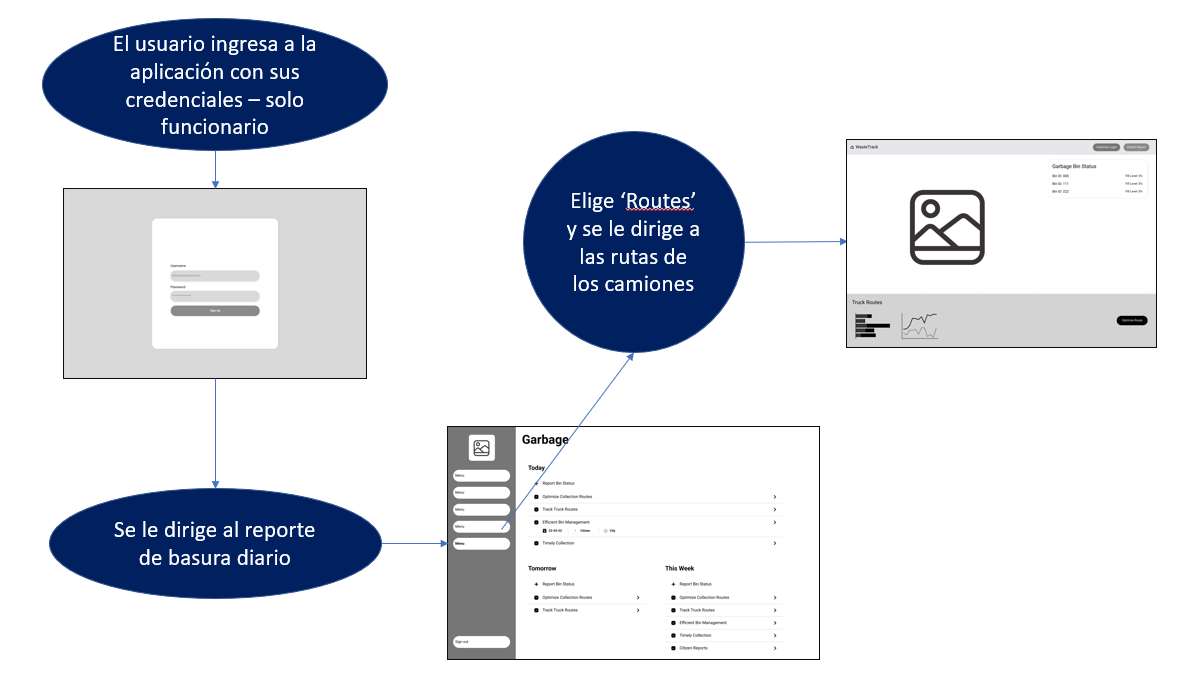 El usuario ingresa a la
aplicación con sus
credenciales – solo
funcionario
Username
Password
Sign Up
Se le dirige al reporte
de basura diario
Garbage
Menu
Menu
Menu
Menu
Menu
Sign out
Today
Report Bin Status
Optimize Collection Routes
Track Truck Routes
Efficient Bin Management
Citizen City
Timely Collection
Tomorrow
Report Bin Status
Optimize Collection Routes
Track Truck Routes
This Week
Report Bin Status
Optimize Collection Routes
Track Truck Routes
Efficient Bin Management
Timely Collection
Citizen Reports
Elige ‘Routes’
y se le dirige a
las rutas de
los camiones
WasteTrack
Garbage Bin Status
Bin ID: 000 Fill Level: 0%
Bin ID: 111 Fill Level: 0%
Bin ID: 222 Fill Level: 0%
Truck Routes
Optimize Route